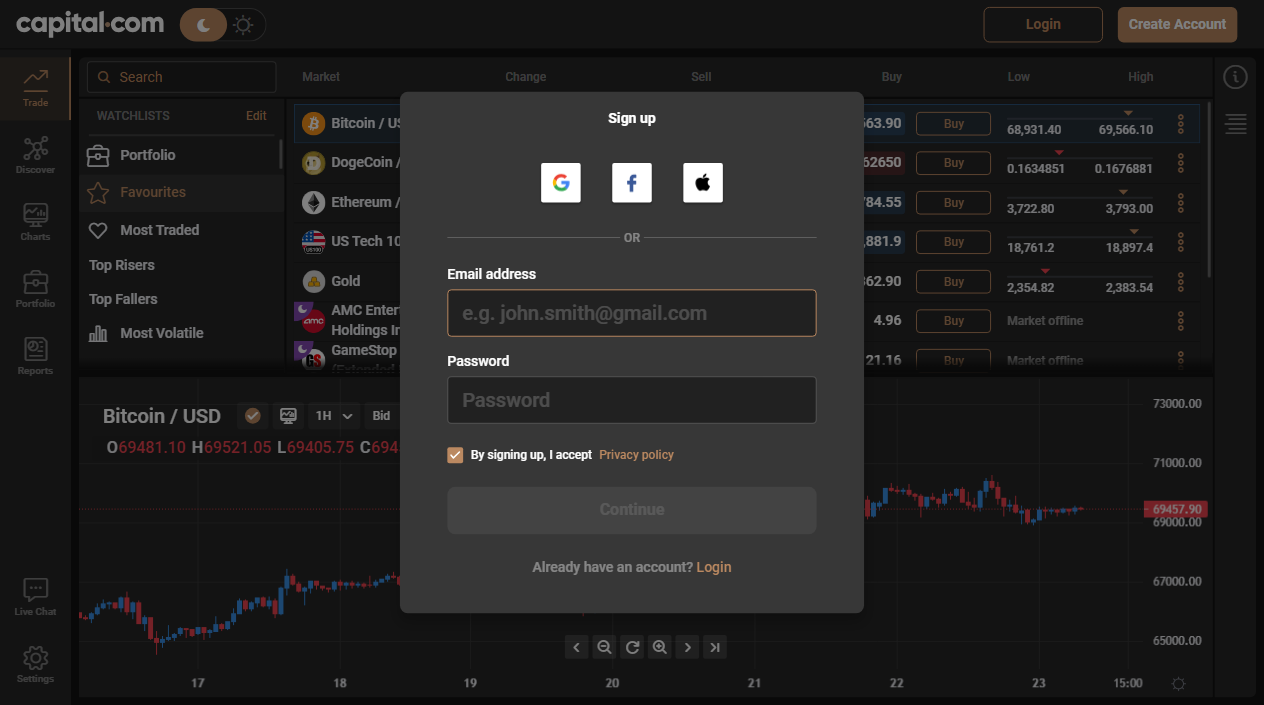 capital.com
Login
Create Account
Trade
Discover
Charts
Portfolio
Reports
Live Chat
Settings
Search
WATCHLISTS Edit
Portfolio
Favourites
Most Traded
Top Risers
Top Fallers
Most Volatile
Market Change Sell Buy Low High
Bitcoin / US 563.90 Buy 68,931.40 69,566.10
DogeCoin / 62650 Buy 0.1634851 0.1676881
Ethereum / 784.55 Buy 3,722.80 3,793.00
US Tech 10 ,881.9 Buy 18,761.2 18,897.4
Gold 362.90 Buy 2,354.82 2,383.54
AMC Enter
Holdings In 4.96 Buy Market offline
GameStop 21.16 Buy Market offline
(Extended
Sign up
OR
Email address
e.g. john.smith@gmail.com
Password
Password
By signing up, I accept Privacy policy
Continue
Already have an account? Login
Bitcoin / USD 1H Bid
O69481.10 H69521.05 L69405.75 C694
73000.00
71000.00
69457.90
69000.00
67000.00
65000.00
17 18 19 20 21 22 23 15:00